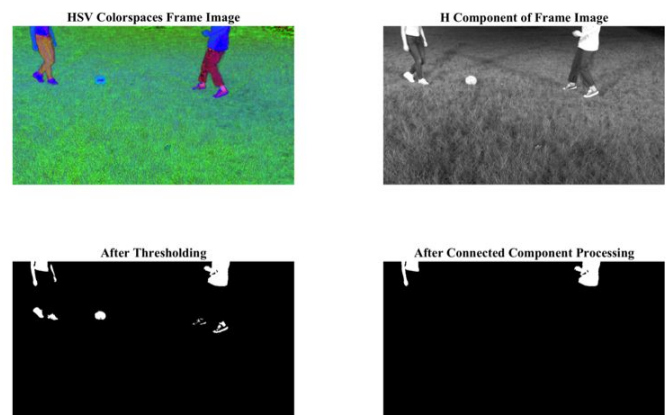 HSV Colorspaces Frame Image
H Component of Frame Image
After Thresholding
After Connected Component Processing